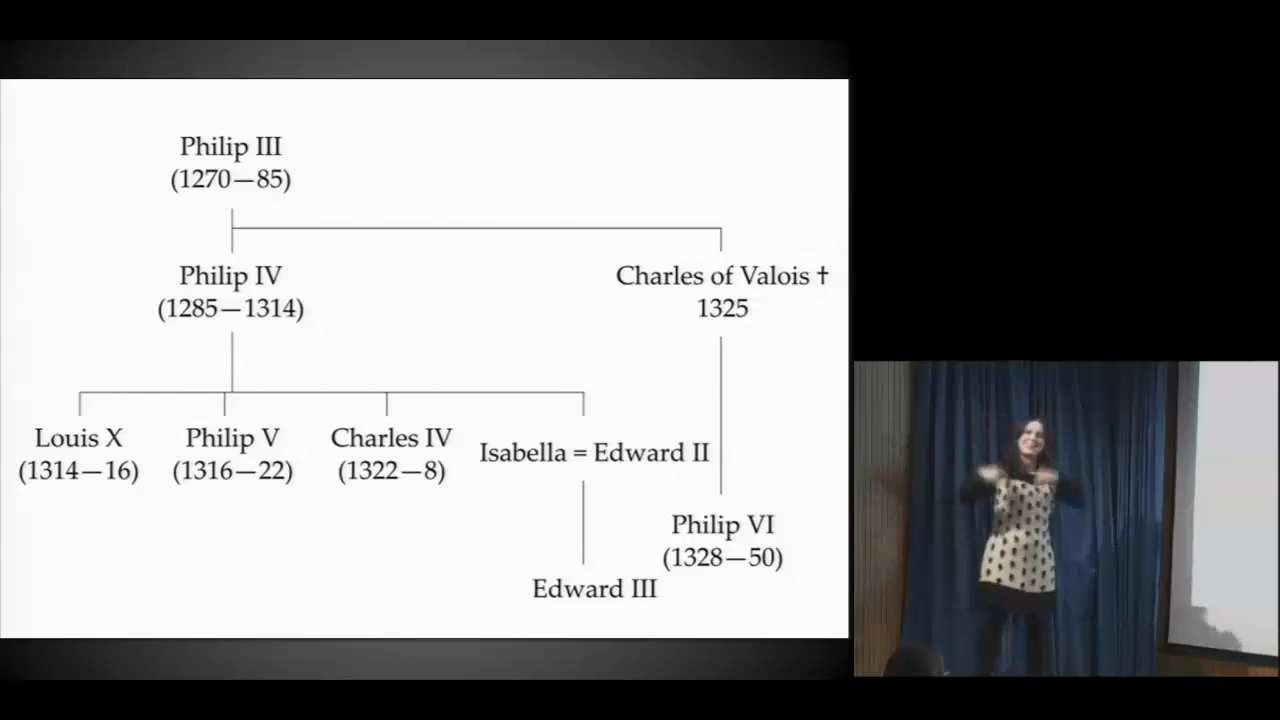 Philip III
(1270—85)
Philip IV
(1285—1314)
Charles of Valois ✝
1325
Louis X
(1314—16)
Philip V
(1316—22)
Charles IV
(1322—8)
Isabella = Edward II
Philip VI
(1328—50)
Edward III